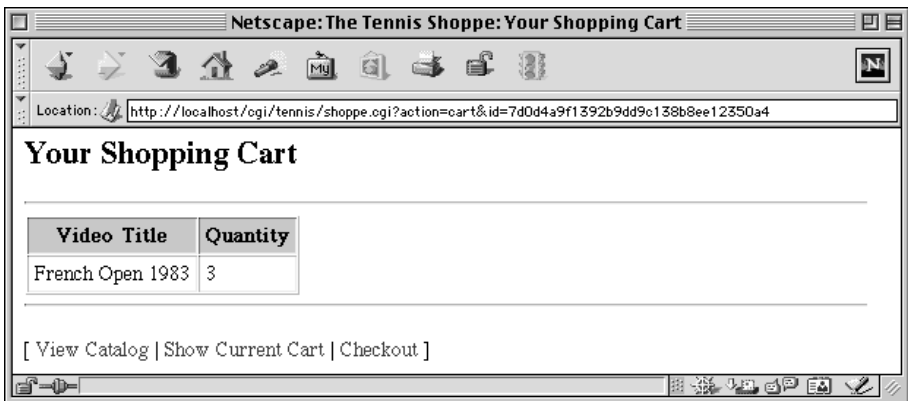 Netscape: The Tennis Shoppe: Your Shopping Cart
My
N
Location: http://localhost/cgi/tennis/shoppe.cgi?action=cart&id=7d0d4a9f1392b9dd9c138b8ee12350a4
Your Shopping Cart
Video Title Quantity
French Open 1983 3
[ View Catalog | Show Current Cart | Checkout ]